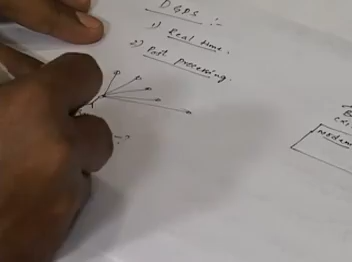 DGPS :-
1) Real time.
2) Post processing.